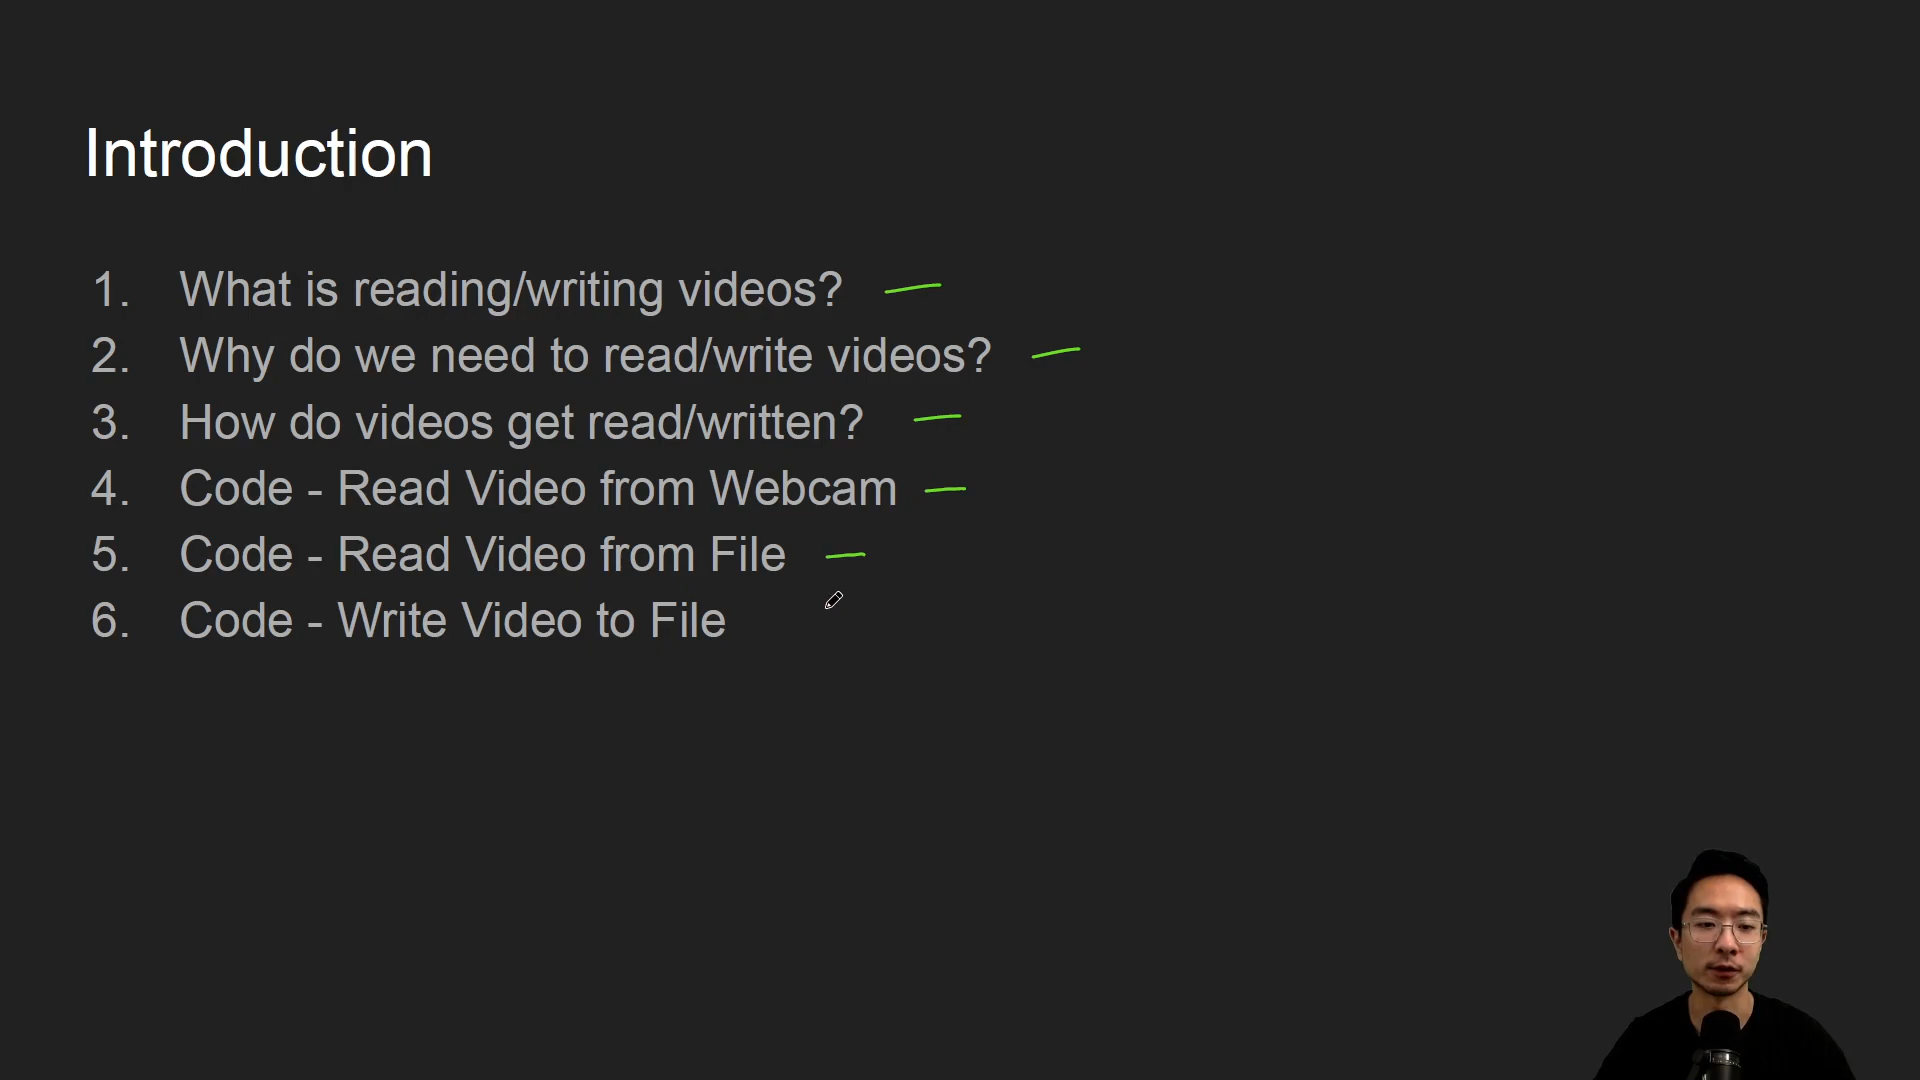 Introduction
1. What is reading/writing videos?
2. Why do we need to read/write videos?
3. How do videos get read/written?
4. Code - Read Video from Webcam
5. Code - Read Video from File
6. Code - Write Video to File